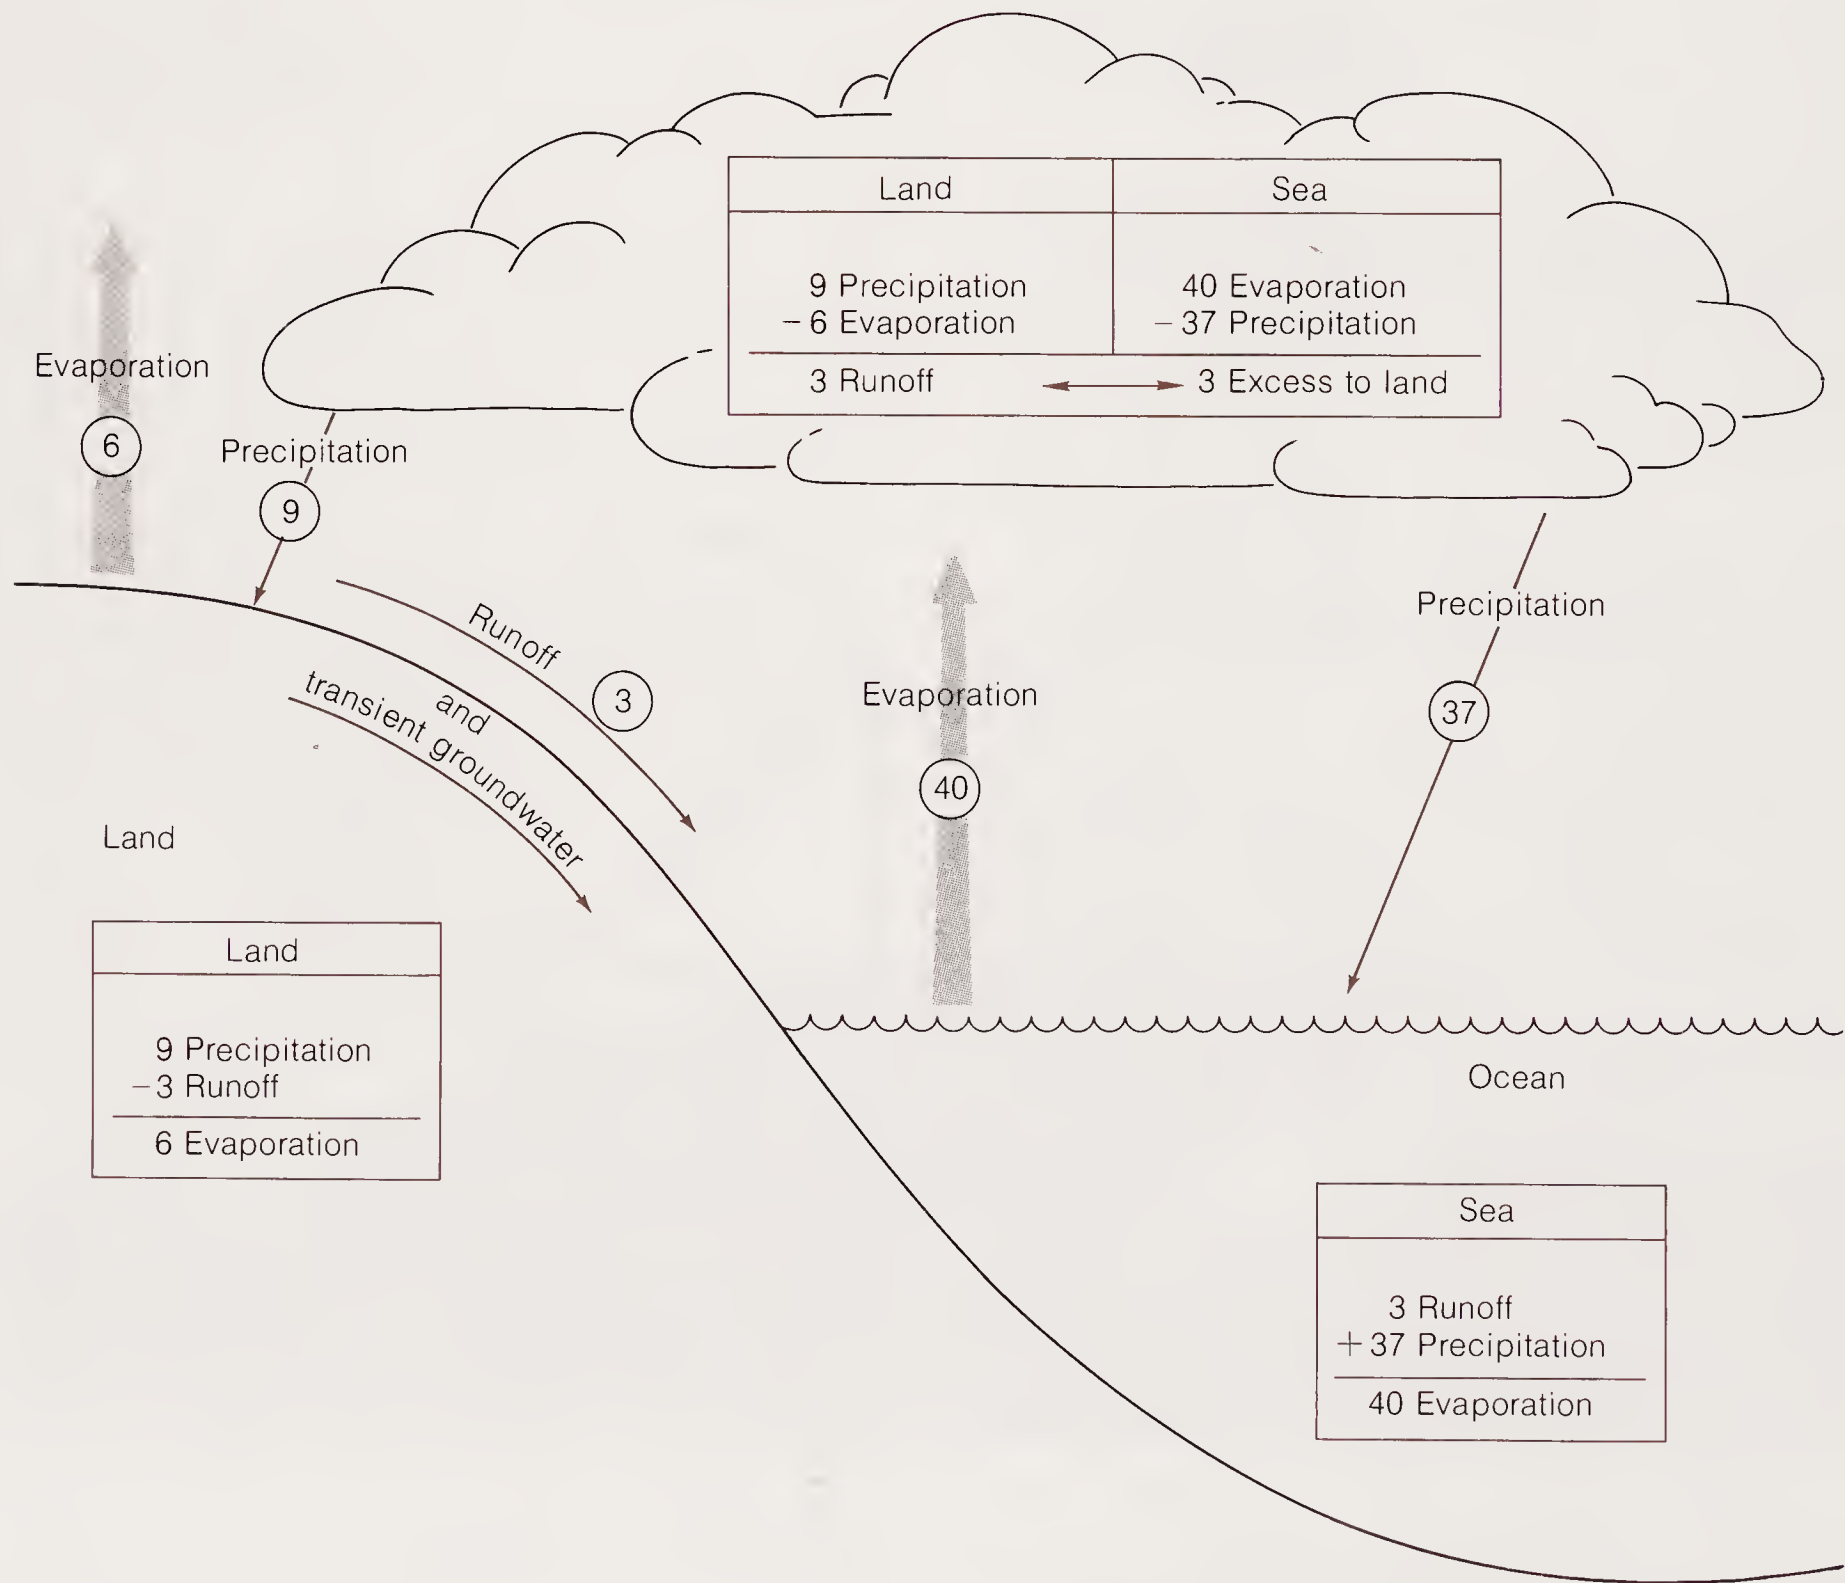 Land Sea
9 Precipitation 40 Evaporation
−6 Evaporation −37 Precipitation
3 Runoff 3 Excess to land
Evaporation
6
Precipitation
9
Runoff
3
and
transient groundwater
Evaporation
40
Precipitation
37
Land
Land
9 Precipitation
−3 Runoff
6 Evaporation
Ocean
Sea
3 Runoff
+37 Precipitation
40 Evaporation